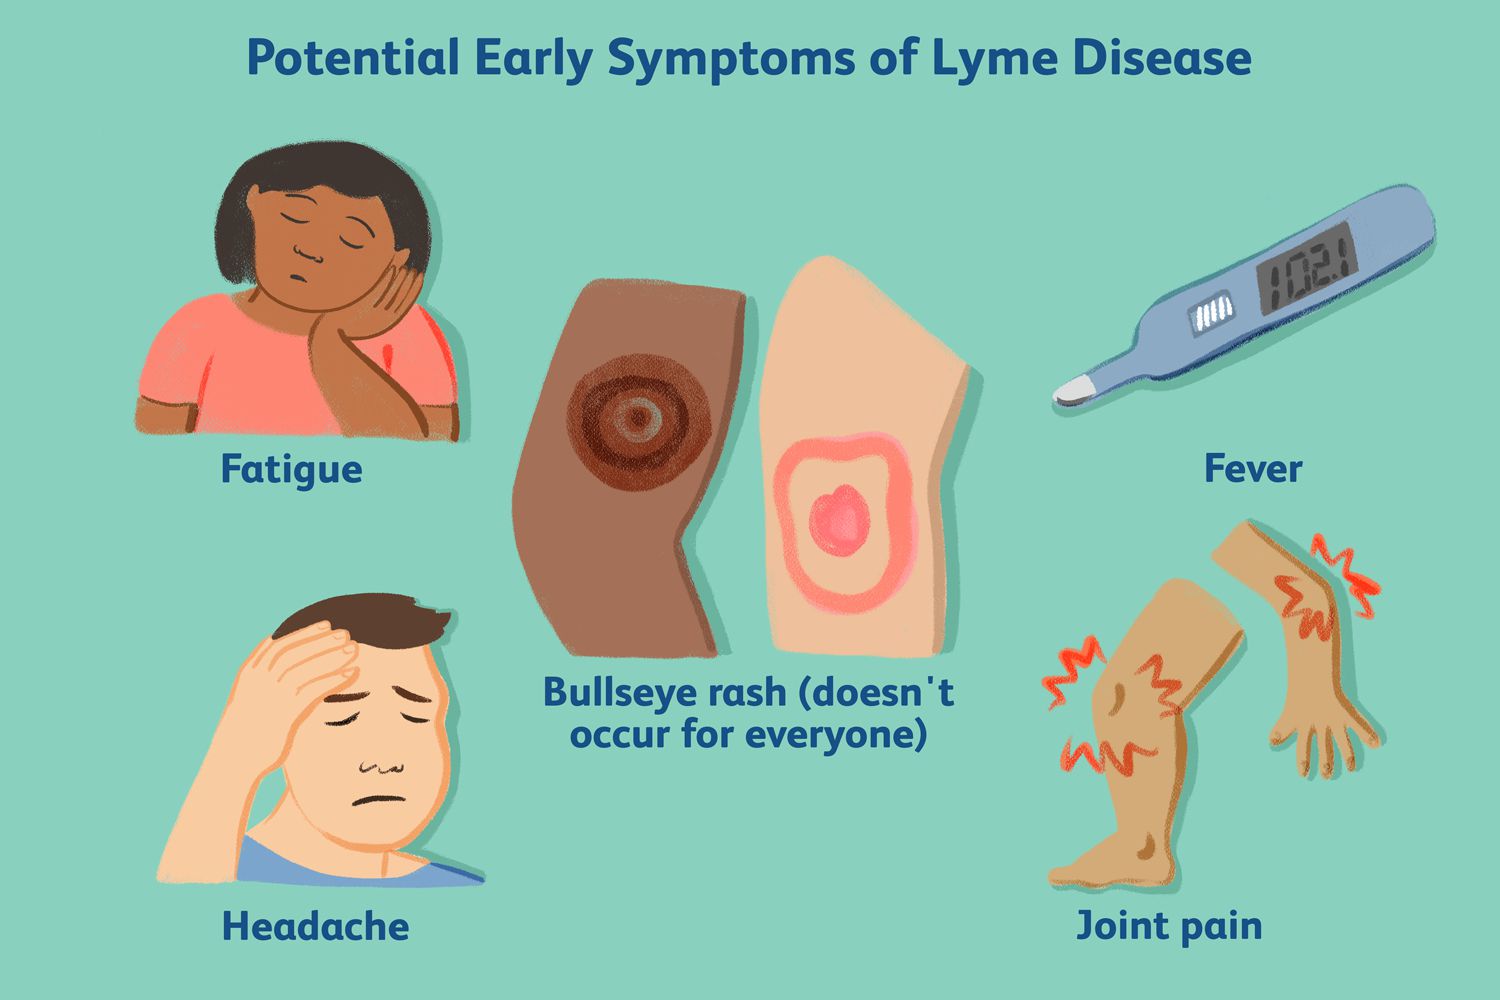 Potential Early Symptoms of Lyme Disease
102.1
Fatigue
Fever
Bullseye rash (doesn't
occur for everyone)
Headache
Joint pain